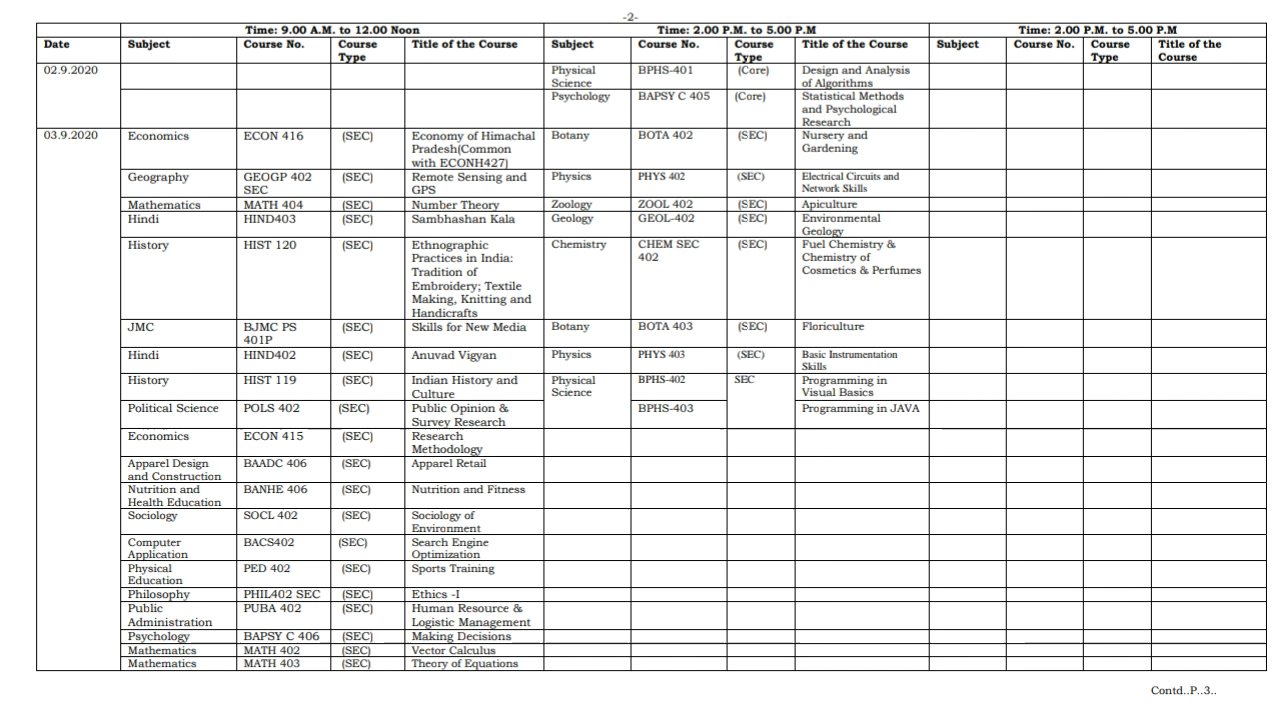 -2-
Time: 9.00 A.M. to 12.00 Noon Time: 2.00 P.M. to 5.00 P.M Time: 2.00 P.M. to 5.00 P.M
Date Subject Course No. Course Title of the Course Subject Course No. Course Title of the Course Subject Course No. Course Title of the
Type Type Type Course
02.9.2020 Physical BPHS-401 (Core) Design and Analysis
Science of Algorithms
Psychology BAPSY C 405 (Core) Statistical Methods
and Psychological
Research
03.9.2020 Economics ECON 416 (SEC) Economy of Himachal Botany BOTA 402 (SEC) Nursery and
Pradesh(Common Gardening
with ECONH427)
Geography GEOGP 402 (SEC) Remote Sensing and Physics PHYS 402 (SEC) Electrical Circuits and
SEC GPS Network Skills
Mathematics MATH 404 (SEC) Number Theory Zoology ZOOL 402 (SEC) Apiculture
Hindi HIND403 (SEC) Sambhashan Kala Geology GEOL-402 (SEC) Environmental
Geology
History HIST 120 (SEC) Ethnographic Chemistry CHEM SEC (SEC) Fuel Chemistry &
Practices in India: 402 Chemistry of
Tradition of Cosmetics & Perfumes
Embroidery; Textile
Making, Knitting and
Handicrafts
JMC BJMC PS (SEC) Skills for New Media Botany BOTA 403 (SEC) Floriculture
401P
Hindi HIND402 (SEC) Anuvad Vigyan Physics PHYS 403 (SEC) Basic Instrumentation
Skills
History HIST 119 (SEC) Indian History and Physical BPHS-402 SEC Programming in
Culture Science Visual Basics
Political Science POLS 402 (SEC) Public Opinion & BPHS-403 Programming in JAVA
Survey Research
Economics ECON 415 (SEC) Research
Methodology
Apparel Design BAADC 406 (SEC) Apparel Retail
and Construction
Nutrition and BANHE 406 (SEC) Nutrition and Fitness
Health Education
Sociology SOCL 402 (SEC) Sociology of
Environment
Computer BACS402 (SEC) Search Engine
Application Optimization
Physical PED 402 (SEC) Sports Training
Education
Philosophy PHIL402 SEC (SEC) Ethics -I
Public PUBA 402 (SEC) Human Resource &
Administration Logistic Management
Psychology BAPSY C 406 (SEC) Making Decisions
Mathematics MATH 402 (SEC) Vector Calculus
Mathematics MATH 403 (SEC) Theory of Equations
Contd..P..3..